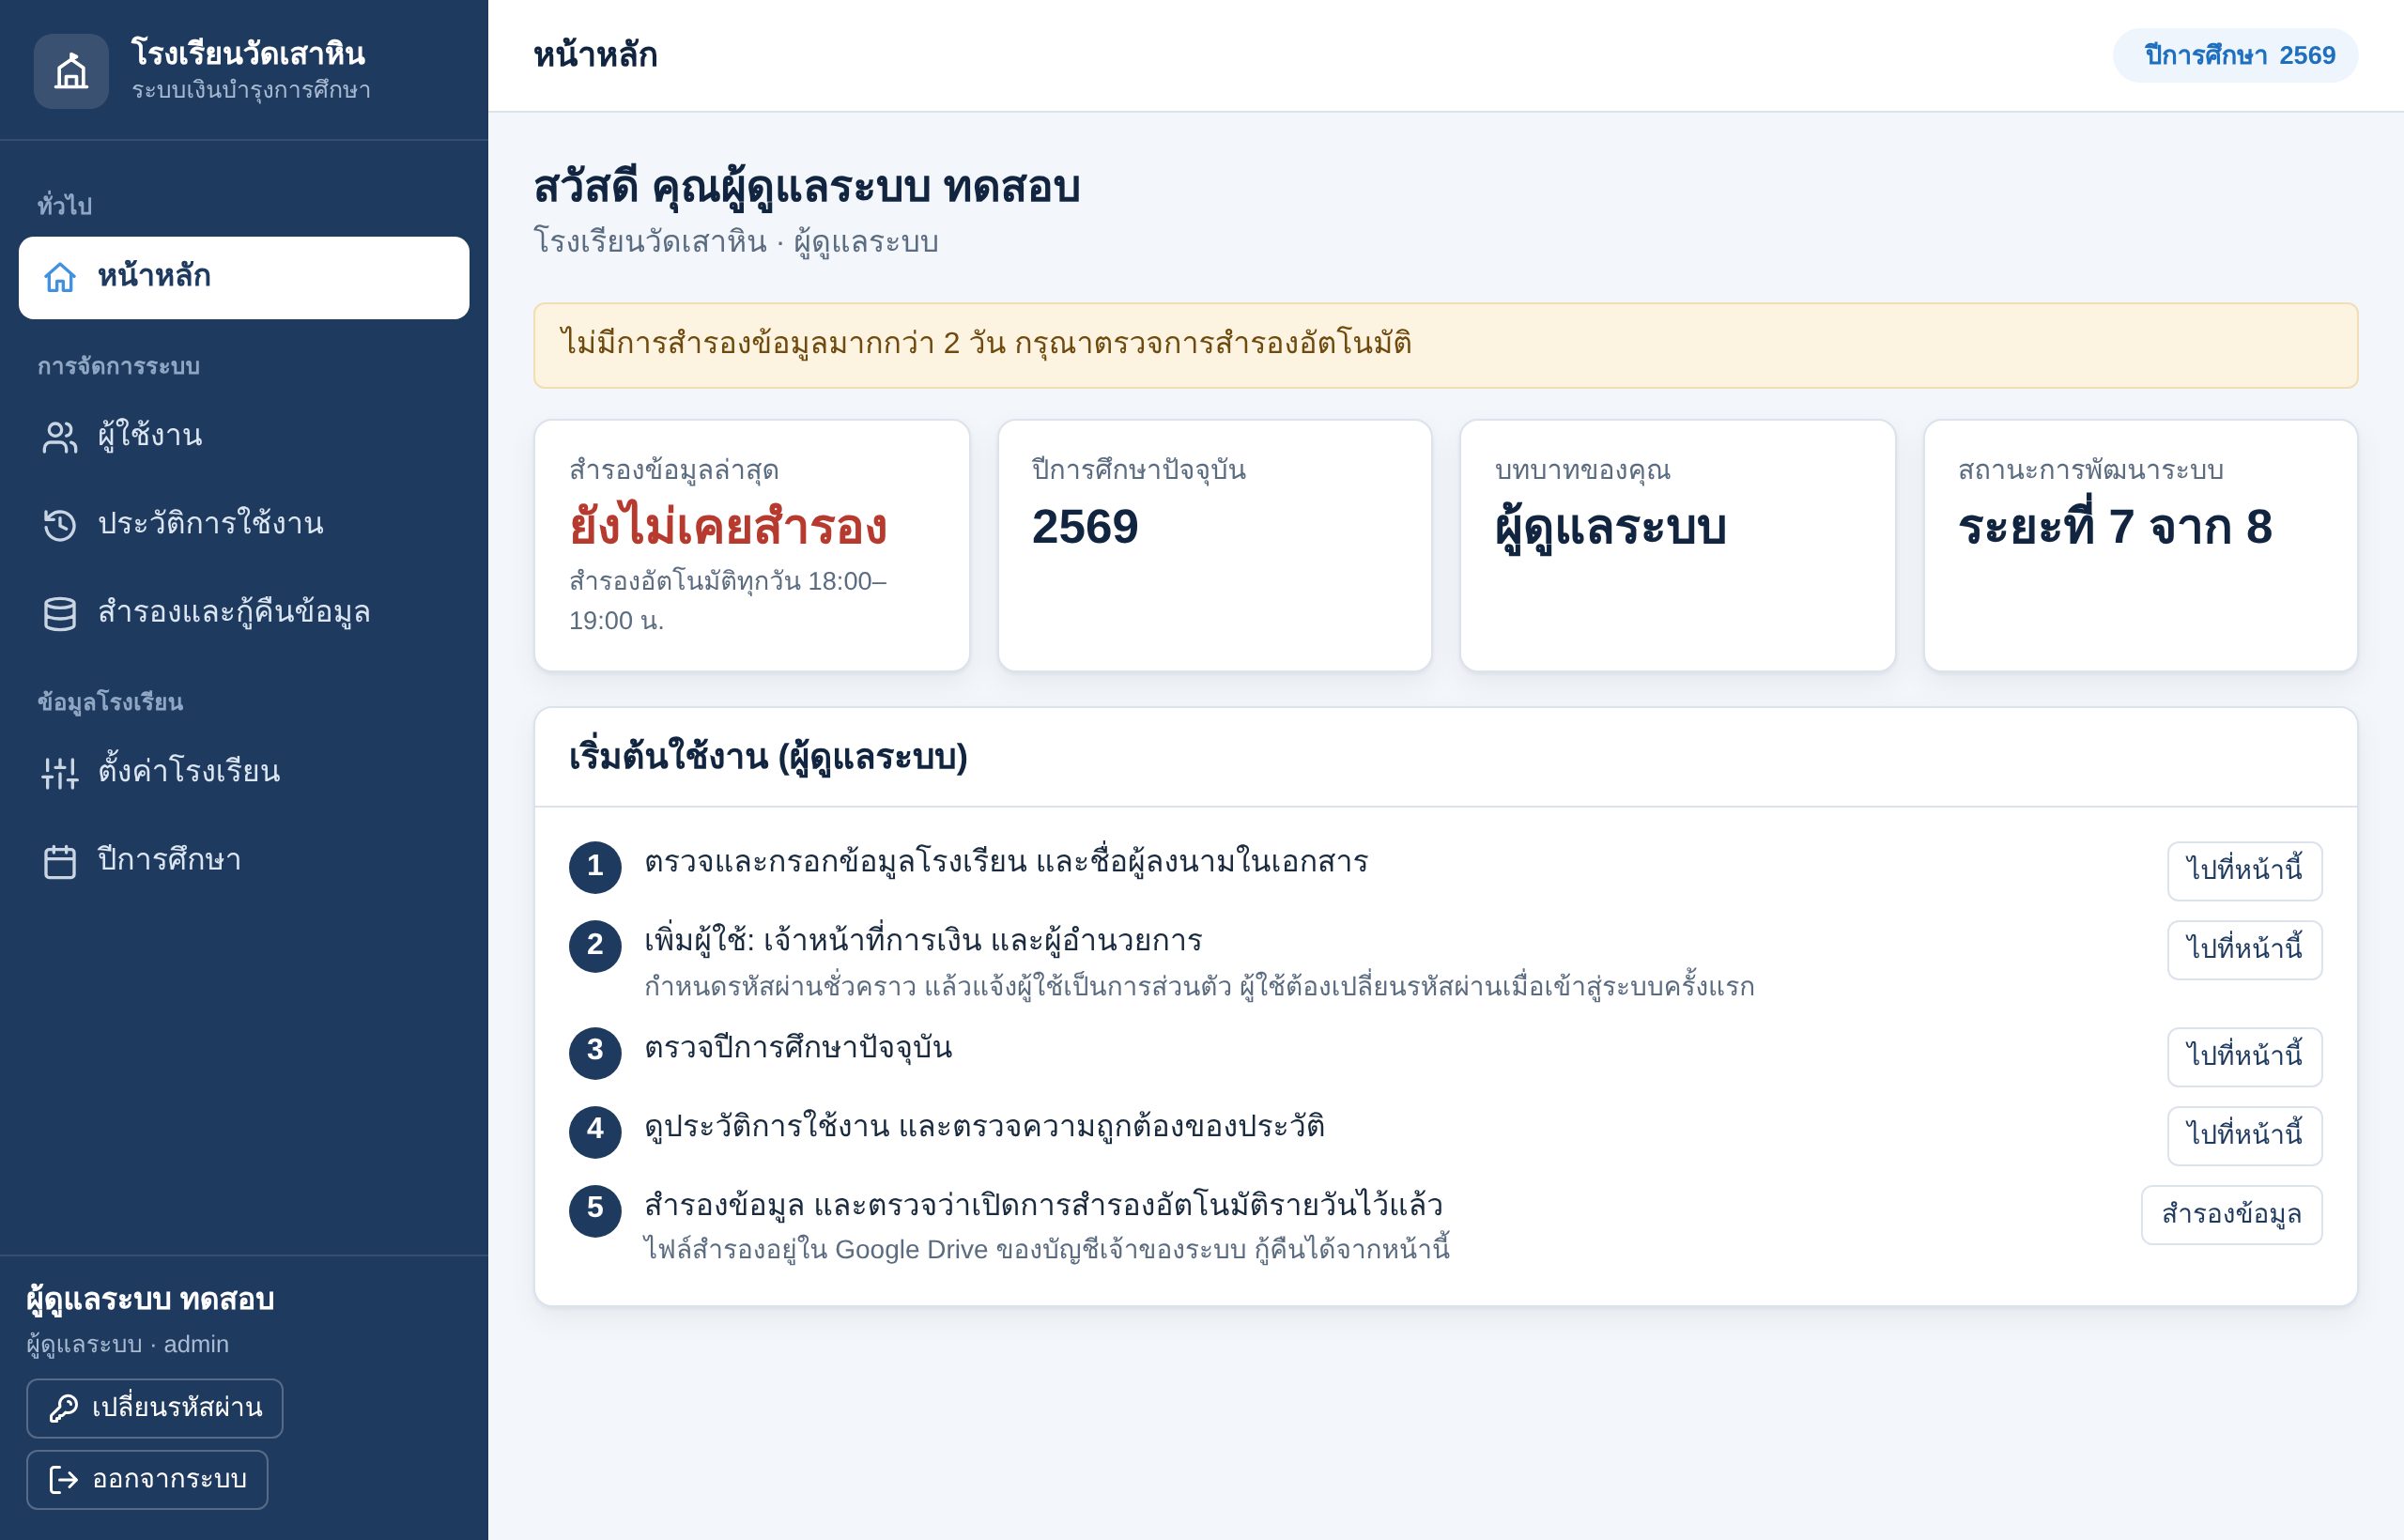 โรงเรียนวัดเสาหิน
ระบบเงินบำรุงการศึกษา
ทั่วไป
หน้าหลัก
การจัดการระบบ
ผู้ใช้งาน
ประวัติการใช้งาน
สำรองและกู้คืนข้อมูล
ข้อมูลโรงเรียน
ตั้งค่าโรงเรียน
ปีการศึกษา
ผู้ดูแลระบบ ทดสอบ
ผู้ดูแลระบบ · admin
เปลี่ยนรหัสผ่าน
ออกจากระบบ
หน้าหลัก
ปีการศึกษา 2569
สวัสดี คุณผู้ดูแลระบบ ทดสอบ
โรงเรียนวัดเสาหิน · ผู้ดูแลระบบ
ไม่มีการสำรองข้อมูลมากกว่า 2 วัน กรุณาตรวจการสำรองอัตโนมัติ
สำรองข้อมูลล่าสุด
ยังไม่เคยสำรอง
สำรองอัตโนมัติทุกวัน 18:00–
19:00 น.
ปีการศึกษาปัจจุบัน
2569
บทบาทของคุณ
ผู้ดูแลระบบ
สถานะการพัฒนาระบบ
ระยะที่ 7 จาก 8
เริ่มต้นใช้งาน (ผู้ดูแลระบบ)
1 ตรวจและกรอกข้อมูลโรงเรียน และชื่อผู้ลงนามในเอกสาร ไปที่หน้านี้
2 เพิ่มผู้ใช้: เจ้าหน้าที่การเงิน และผู้อำนวยการ ไปที่หน้านี้
กำหนดรหัสผ่านชั่วคราว แล้วแจ้งผู้ใช้เป็นการส่วนตัว ผู้ใช้ต้องเปลี่ยนรหัสผ่านเมื่อเข้าสู่ระบบครั้งแรก
3 ตรวจปีการศึกษาปัจจุบัน ไปที่หน้านี้
4 ดูประวัติการใช้งาน และตรวจความถูกต้องของประวัติ ไปที่หน้านี้
5 สำรองข้อมูล และตรวจว่าเปิดการสำรองอัตโนมัติรายวันไว้แล้ว สำรองข้อมูล
ไฟล์สำรองอยู่ใน Google Drive ของบัญชีเจ้าของระบบ กู้คืนได้จากหน้านี้